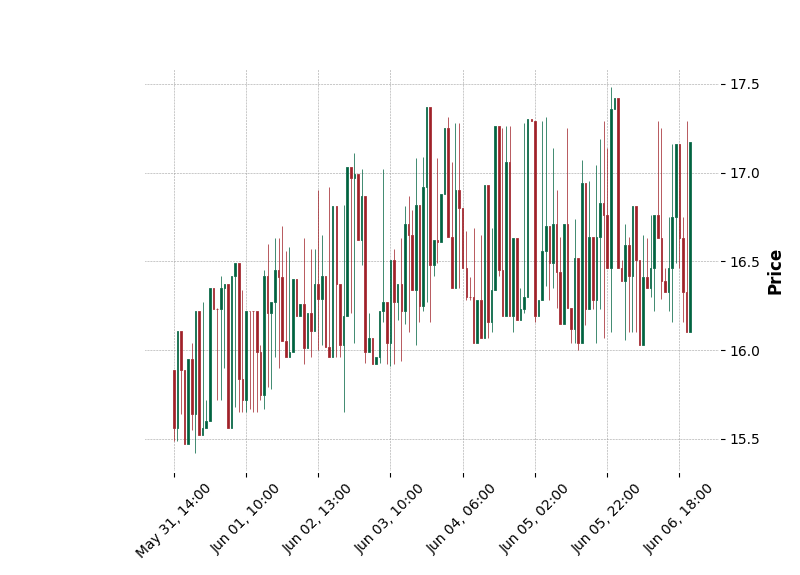 17.5
17.0
16.5
16.0
15.5
Price
May 31, 14:00
Jun 01, 10:00
Jun 02, 13:00
Jun 03, 10:00
Jun 04, 06:00
Jun 05, 02:00
Jun 05, 22:00
Jun 06, 18:00